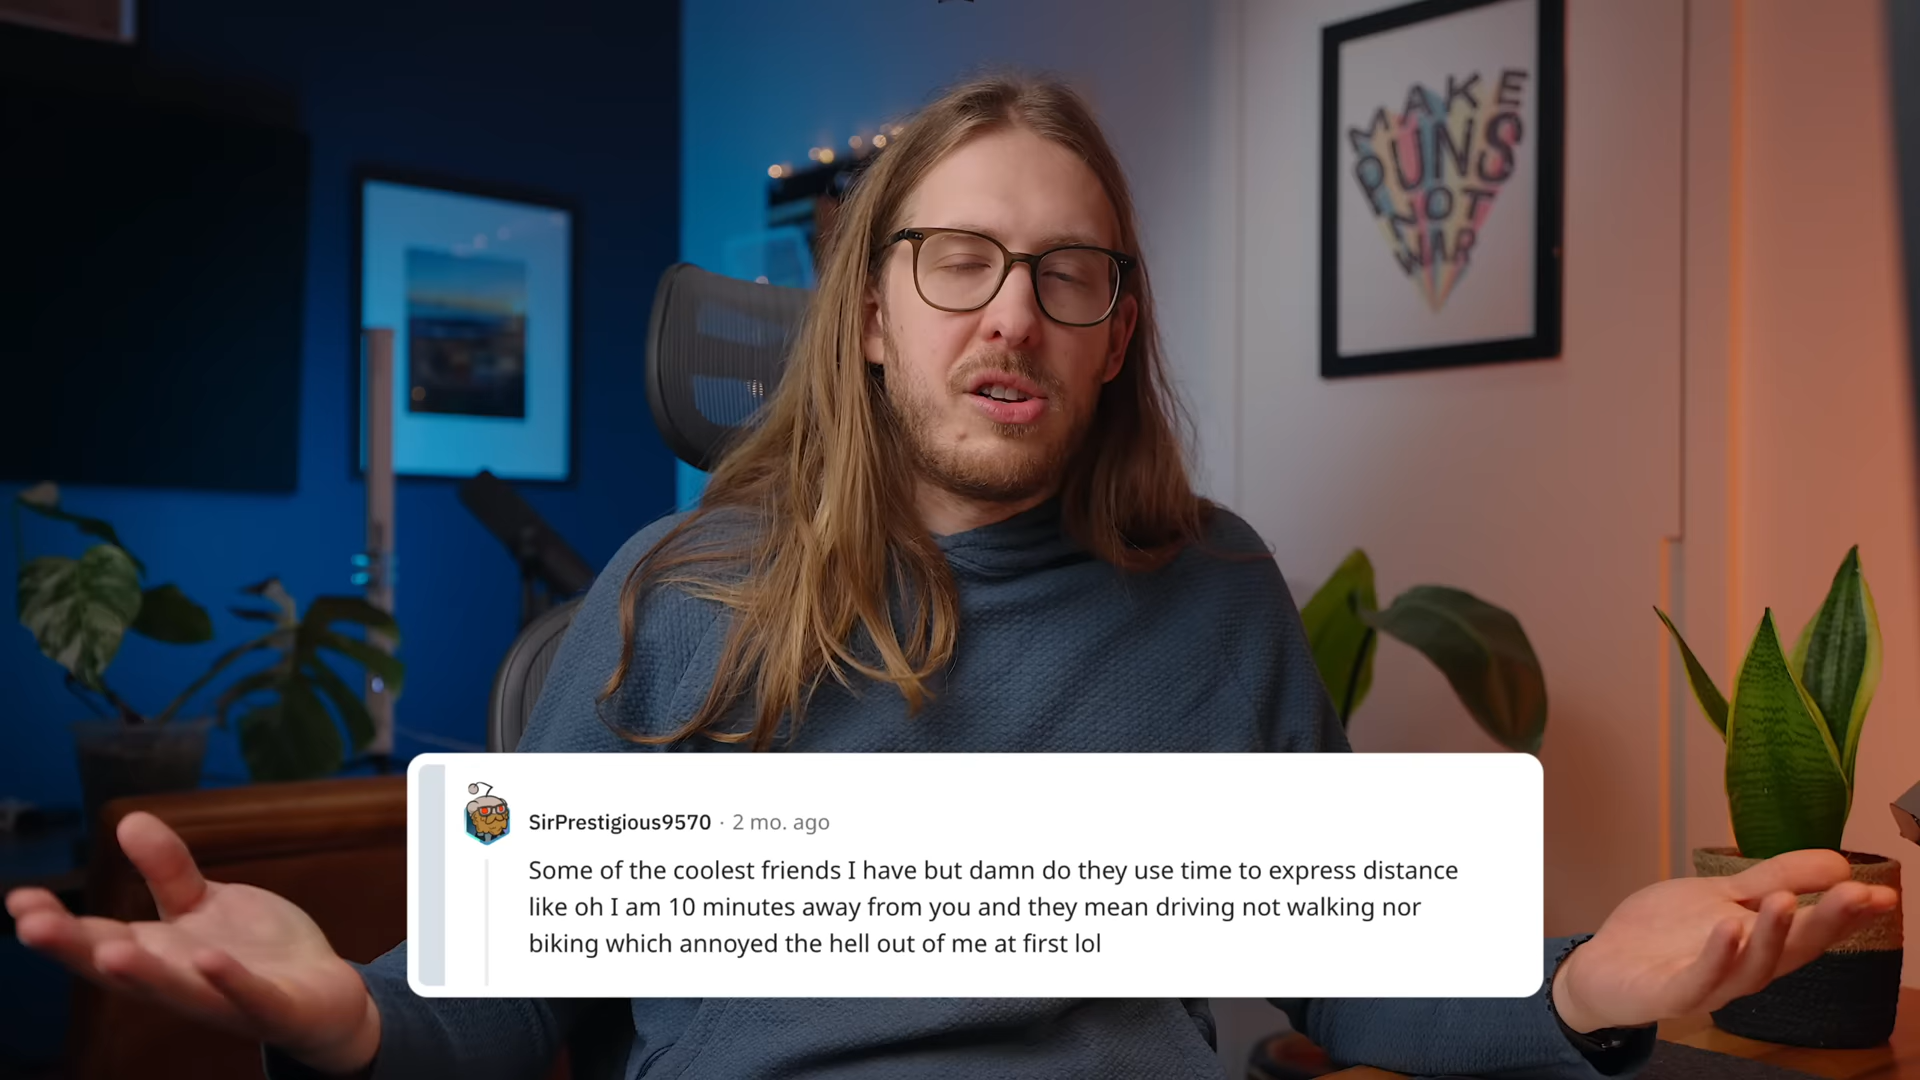 MAKE
PUNS
NOT
WAR
SirPrestigious9570 · 2 mo. ago
Some of the coolest friends I have but damn do they use time to express distance
like oh I am 10 minutes away from you and they mean driving not walking nor
biking which annoyed the hell out of me at first lol